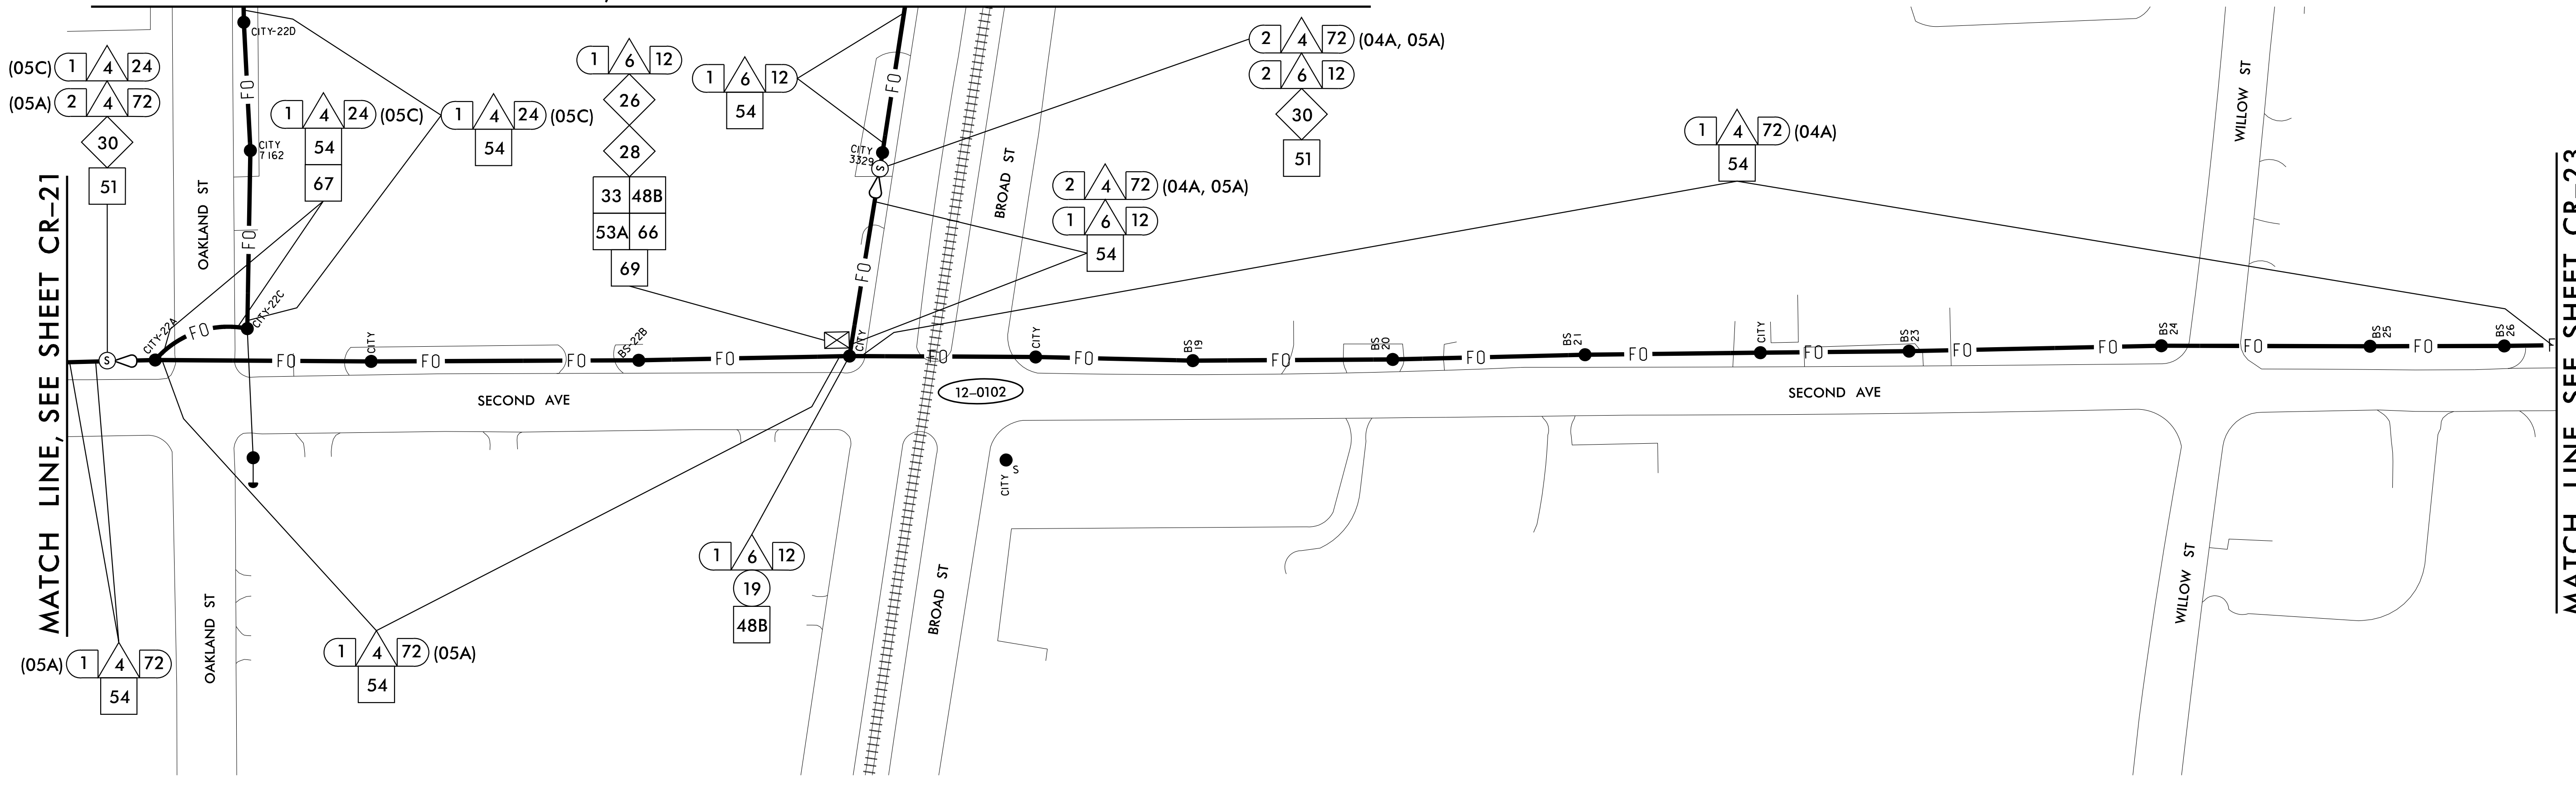 CITY-22D
(05C) 1 4 24
(05A) 2 4 72
30
51
FO
CITY
7162
OAKLAND ST
1 4 24 (05C)
54
67
1 4 24 (05C)
54
FO
1 6 12
26
28
33 48B
53A 66
69
1 6 12
54
FO
CITY
3329
S
FO
BROAD ST
2 4 72 (04A, 05A)
2 6 12
30
51
2 4 72 (04A, 05A)
1 6 12
54
1 4 72 (04A)
54
WILLOW ST
MATCH LINE, SEE SHEET CR-21
MATCH LINE, SEE SHEET CR-23
S
CITY-22A
FO
CITY-22C
FO
CITY
FO
FO
BS-22B
FO
CITY
FO
CITY
FO
BS
19
FO
BS
20
FO
BS
21
FO
CITY
FO
BS
23
FO
FO
BS
24
FO
BS
25
FO
BS
26
SECOND AVE
12-0102
SECOND AVE
CITY S
1 6 12
19
48B
BROAD ST
WILLOW ST
OAKLAND ST
(05A) 1 4 72
54
1 4 72 (05A)
54